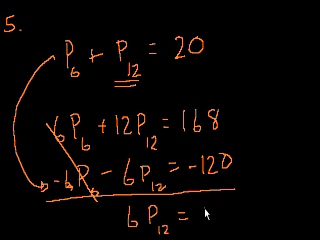 5.
P₆ + P₁₂ = 20
6P₆ + 12P₁₂ = 168
-6P₆ - 6P₁₂ = -120
6P₁₂ =